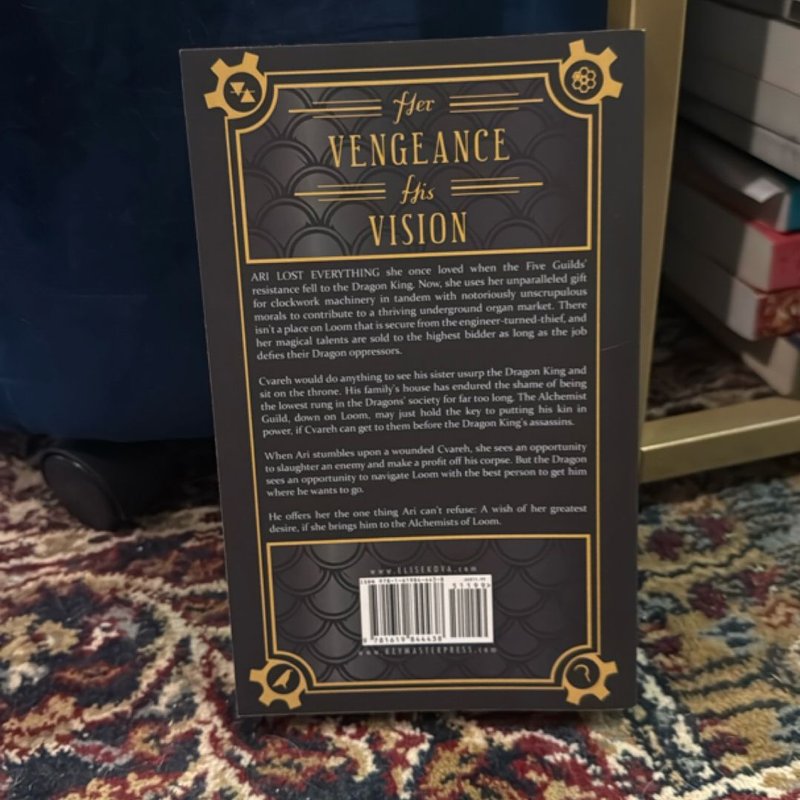 Her
VENGEANCE
His
VISION
ARI LOST EVERYTHING she once loved when the Five Guilds'
resistance fell to the Dragon King. Now, she uses her unparalleled gift
for clockwork machinery in tandem with notoriously unscrupulous
morals to contribute to a thriving underground organ market. There
isn't a place on Loom that is secure from the engineer-turned-thief, and
her magical talents are sold to the highest bidder as long as the job
defies their Dragon oppressors.
Cvareh would do anything to see his sister usurp the Dragon King and
sit on the throne. His family's house has endured the shame of being
the lowest rung in the Dragons' society for far too long. The Alchemist
Guild, down on Loom, may just hold the key to putting his kin in
power, if Cvareh can get to them before the Dragon King's assassins.
When Ari stumbles upon a wounded Cvareh, she sees an opportunity
to slaughter an enemy and make a profit off his corpse. But the Dragon
sees an opportunity to navigate Loom with the best person to get him
where he wants to go.
He offers her the one thing Ari can't refuse: A wish of her greatest
desire, if she brings him to the Alchemists of Loom.
www.ELISEKOVA.com
ISBN 978-1-61984-443-8
51599>
9 781619 844438
www.KEYMASTERPRESS.com